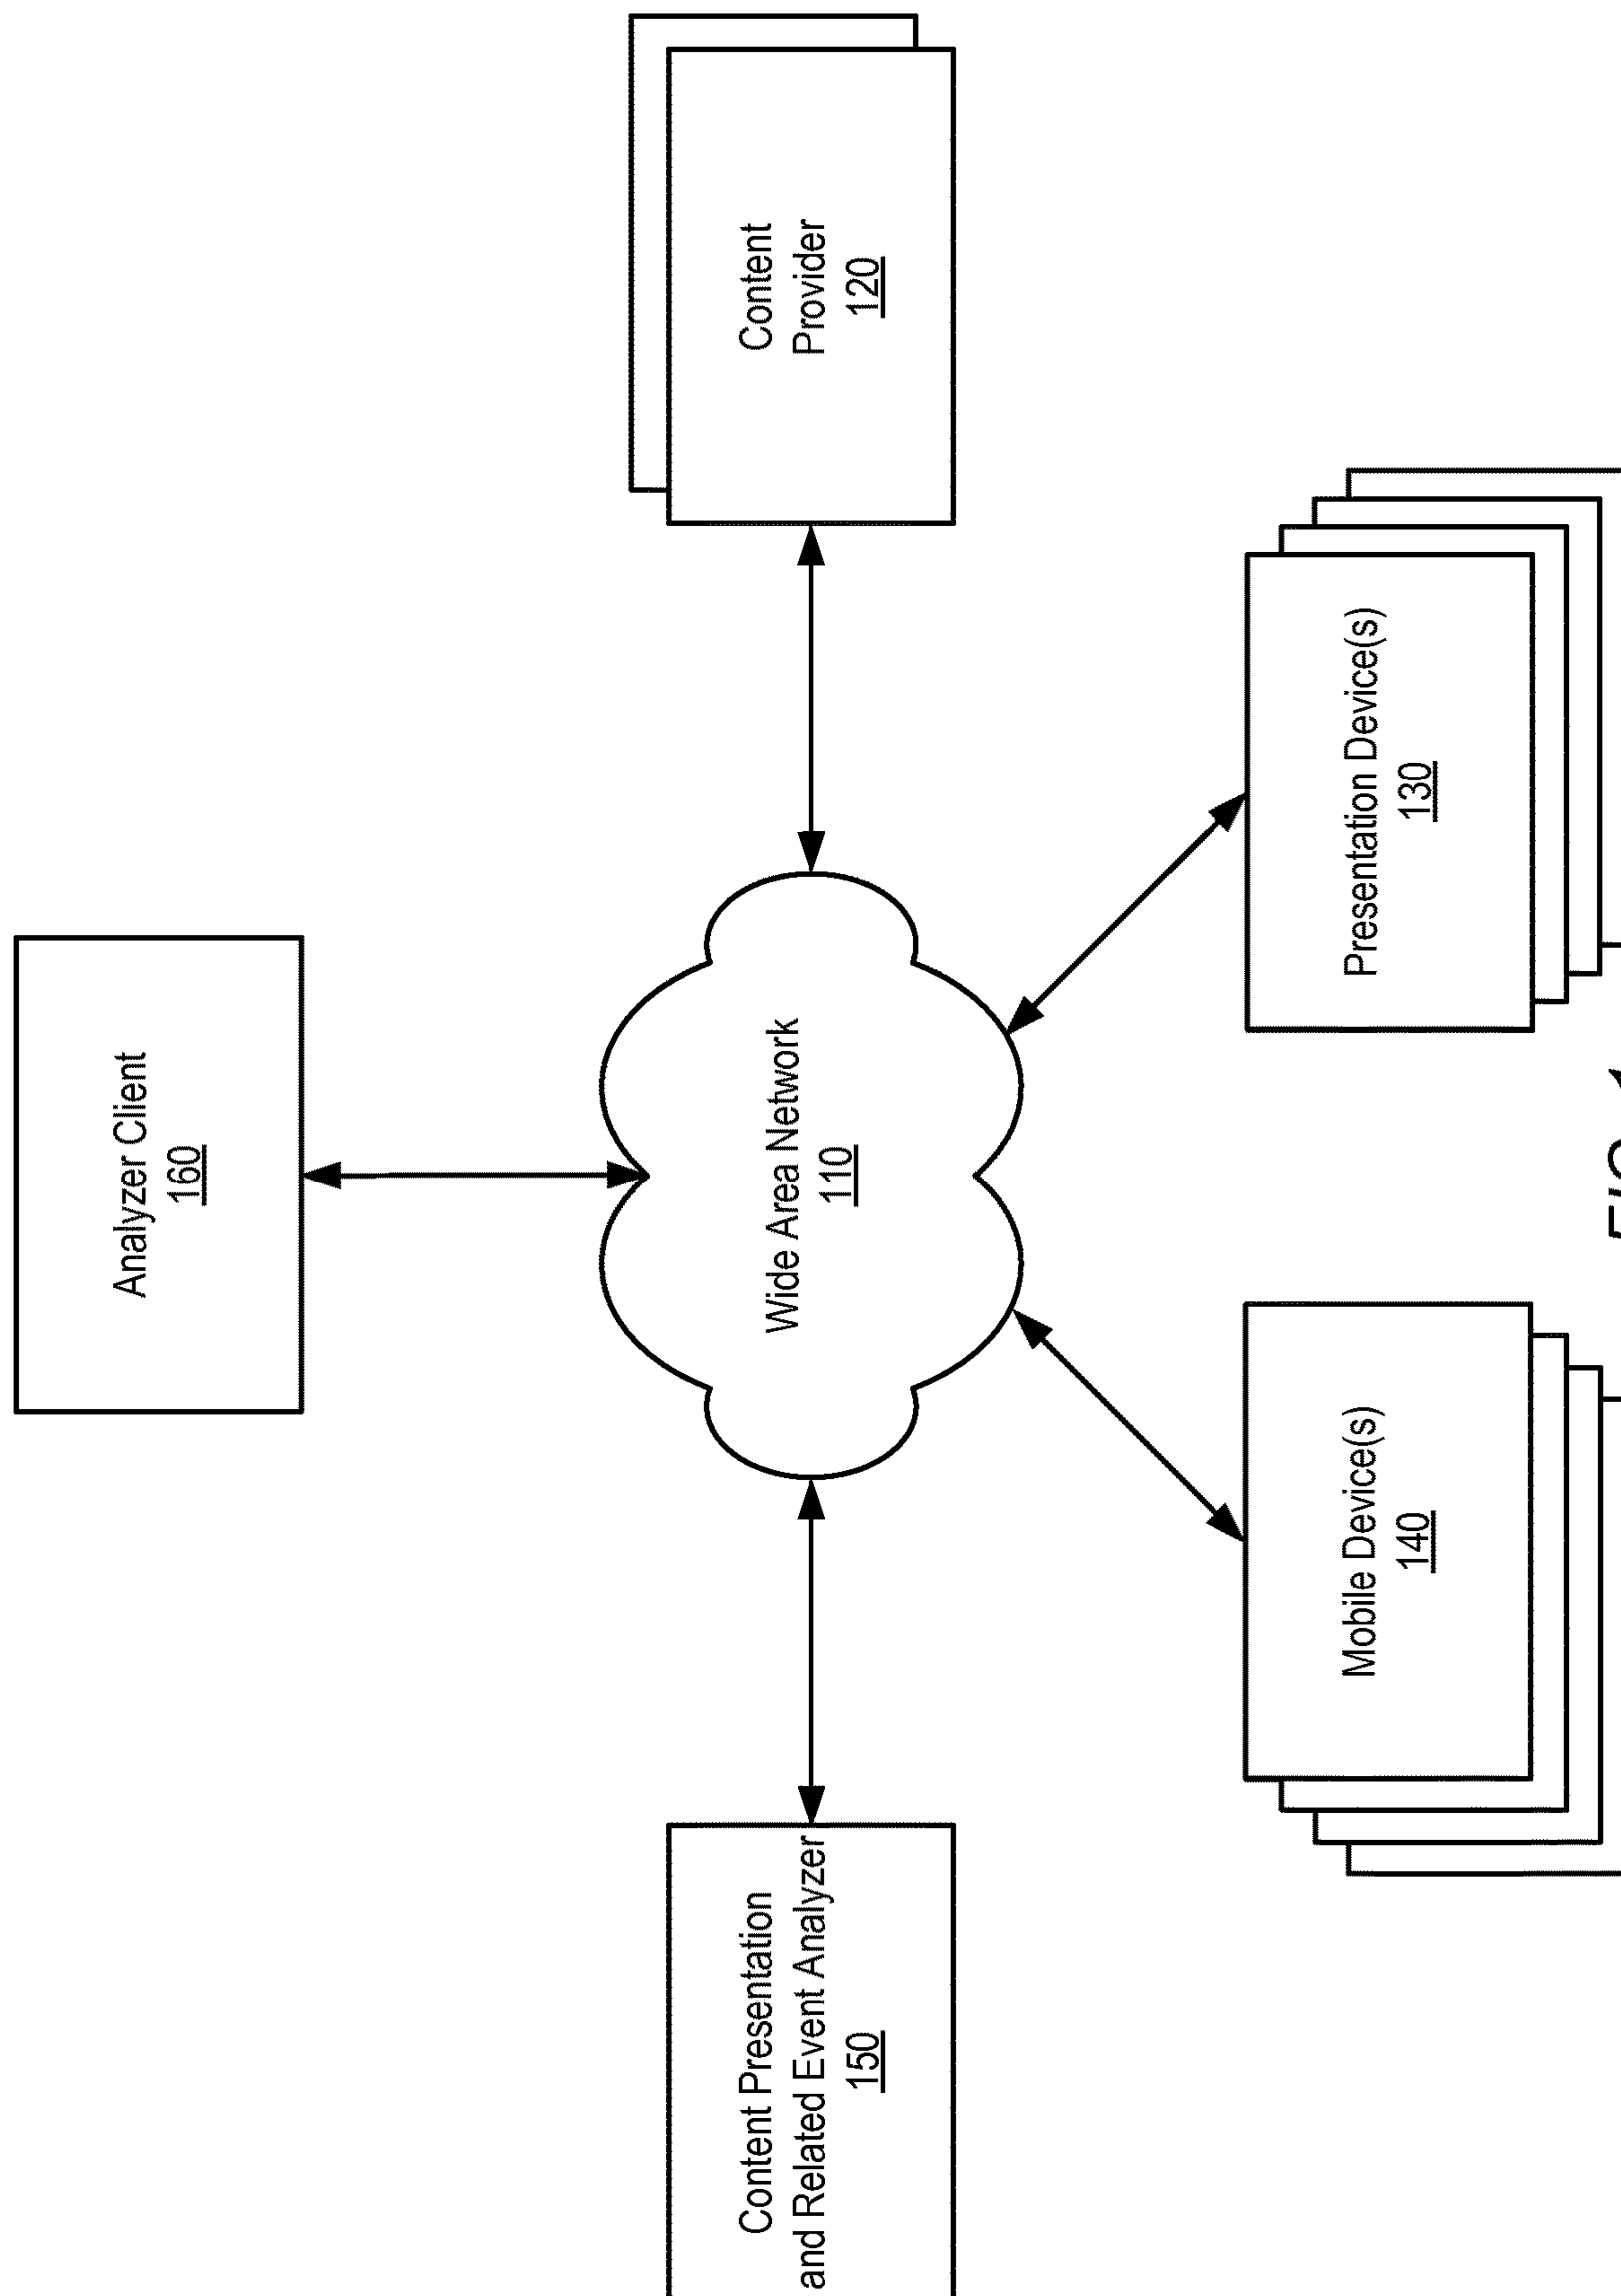 Analyzer Client
160
Content Presentation
and Related Event Analyzer
150
Wide Area Network
110
Content
Provider
120
Mobile Device(s)
140
Presentation Device(s)
130